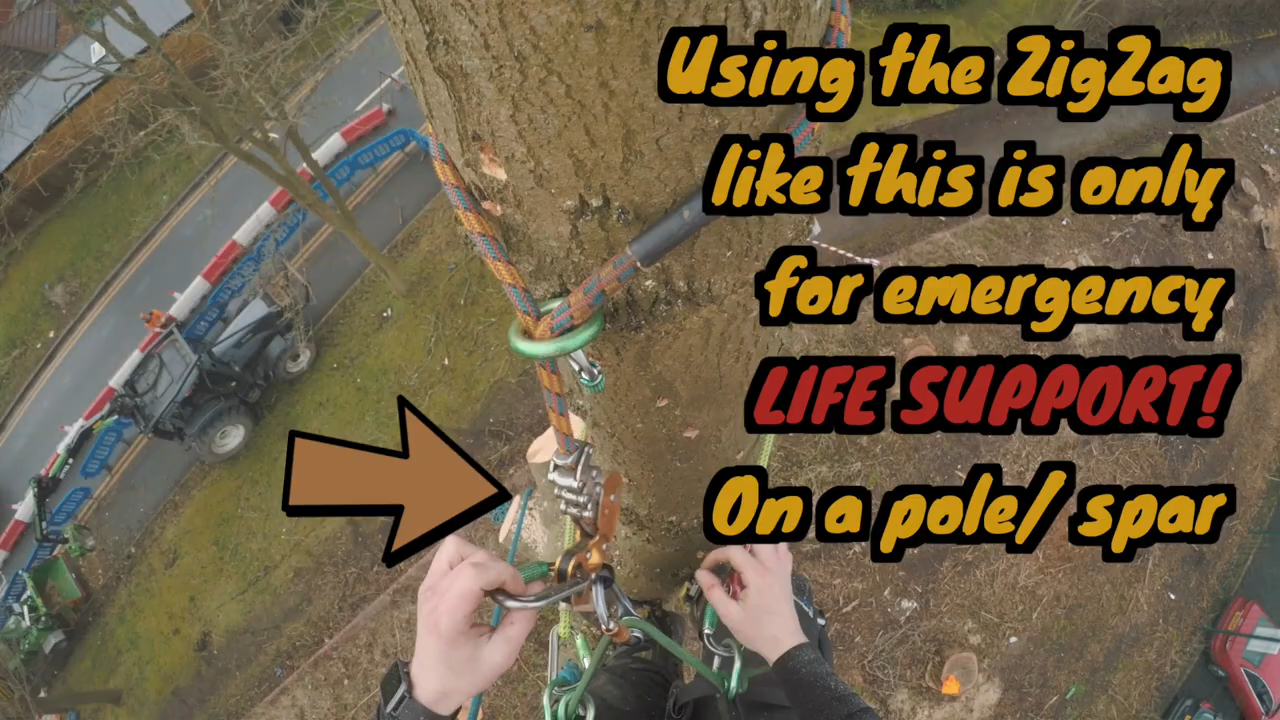 Using the ZigZag
like this is only
for emergency
LIFE SUPPORT!
On a pole/ spar